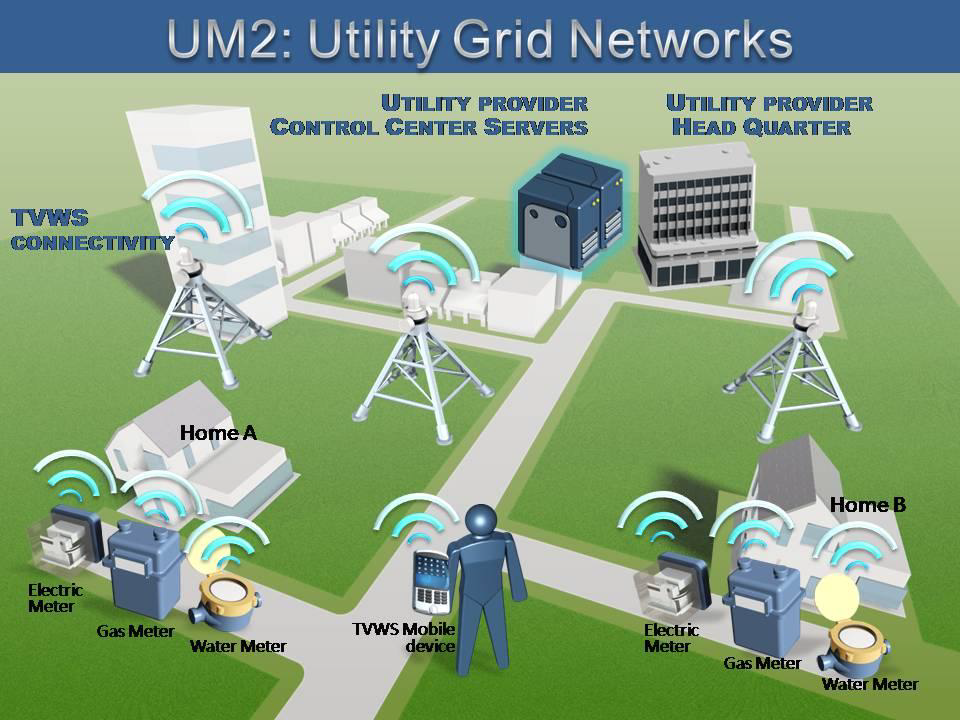 UM2: Utility Grid Networks
UTILITY PROVIDER
CONTROL CENTER SERVERS
UTILITY PROVIDER
HEAD QUARTER
TVWS
CONNECTIVITY
Home A
Home B
Electric
Meter
Gas Meter
Water Meter
TVWS Mobile
device
Electric
Meter
Gas Meter
Water Meter